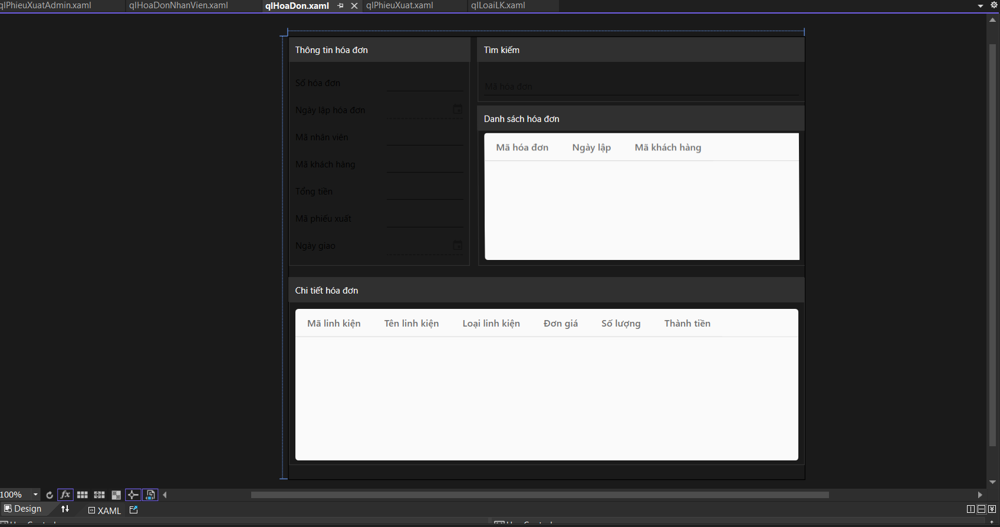 qlPhieuXuatAdmin.xaml qlHoaDonNhanVien.xaml qlHoaDon.xaml qlPhieuXuat.xaml qlLoaiLK.xaml
Thông tin hóa đơn
Số hóa đơn
Ngày lập hóa đơn
Mã nhân viên
Mã khách hàng
Tổng tiền
Mã phiếu xuất
Ngày giao
Tìm kiếm
Mã hóa đơn
Danh sách hóa đơn
Mã hóa đơn Ngày lập Mã khách hàng
Chi tiết hóa đơn
Mã linh kiện Tên linh kiện Loại linh kiện Đơn giá Số lượng Thành tiền
100% fx
Design XAML